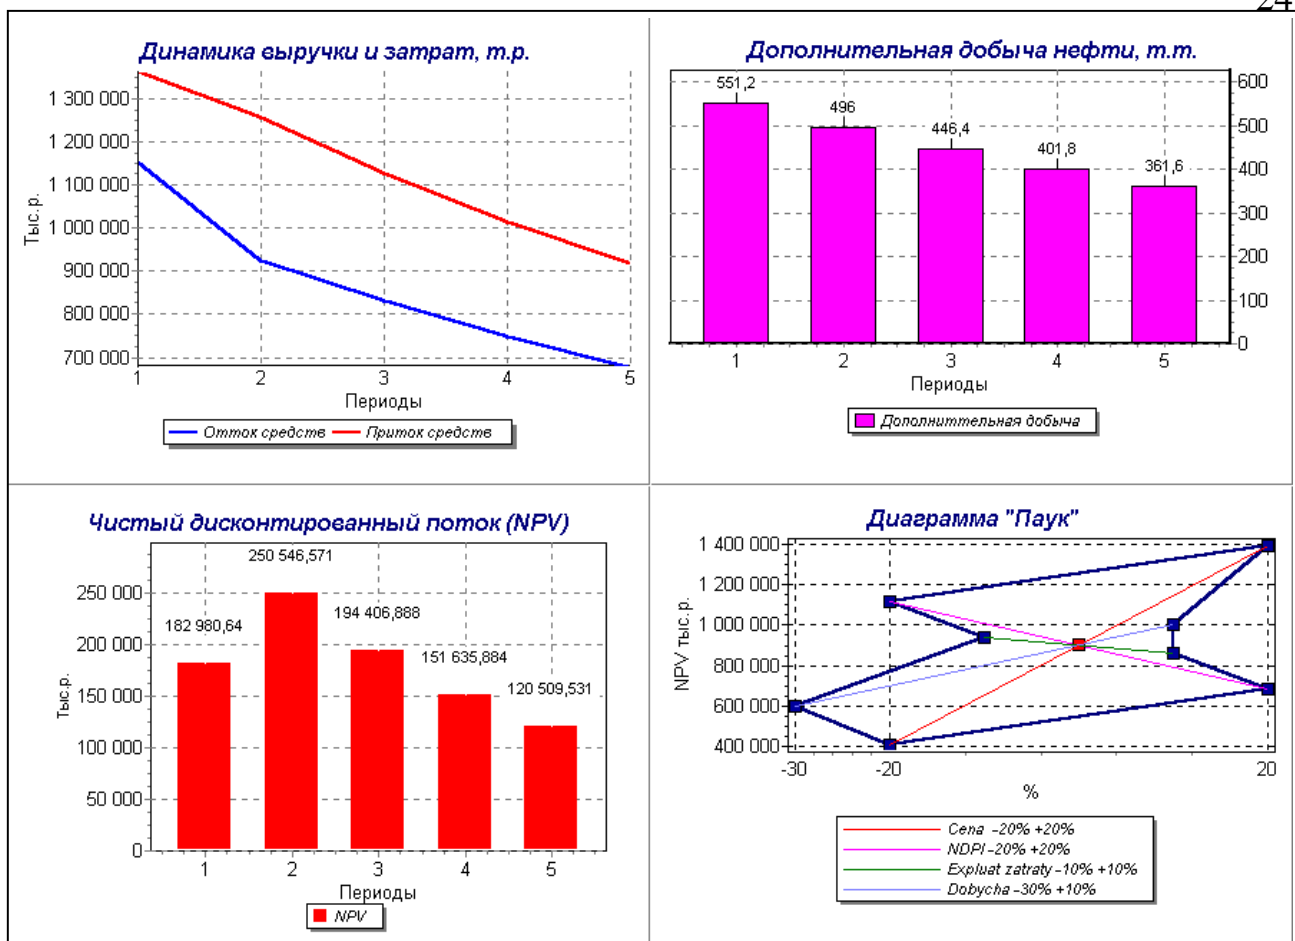 24
Динамика выручки и затрат, т.р.
1 300 000
1 200 000
1 100 000
1 000 000
900 000
800 000
700 000
Тыс.р.
1 2 3 4 5
Периоды
Отток средств Приток средств
Дополнительная добыча нефти, т.т.
551,2
496
446,4
401,8
361,6
600
500
400
300
200
100
0
1 2 3 4 5
Периоды
Дополниттельная добыча
Чистый дисконтированный поток (NPV)
250 546,571
194 406,888
182 980,64
151 635,884
120 509,531
250 000
200 000
150 000
100 000
50 000
0
Тыс.р.
1 2 3 4 5
Периоды
NPV
Диаграмма "Паук"
1 400 000
1 200 000
1 000 000
800 000
600 000
400 000
NPV тыс.р.
-30 -20 20
%
Cena -20% +20%
NDPI -20% +20%
Expluat zatraty -10% +10%
Dobycha -30% +10%